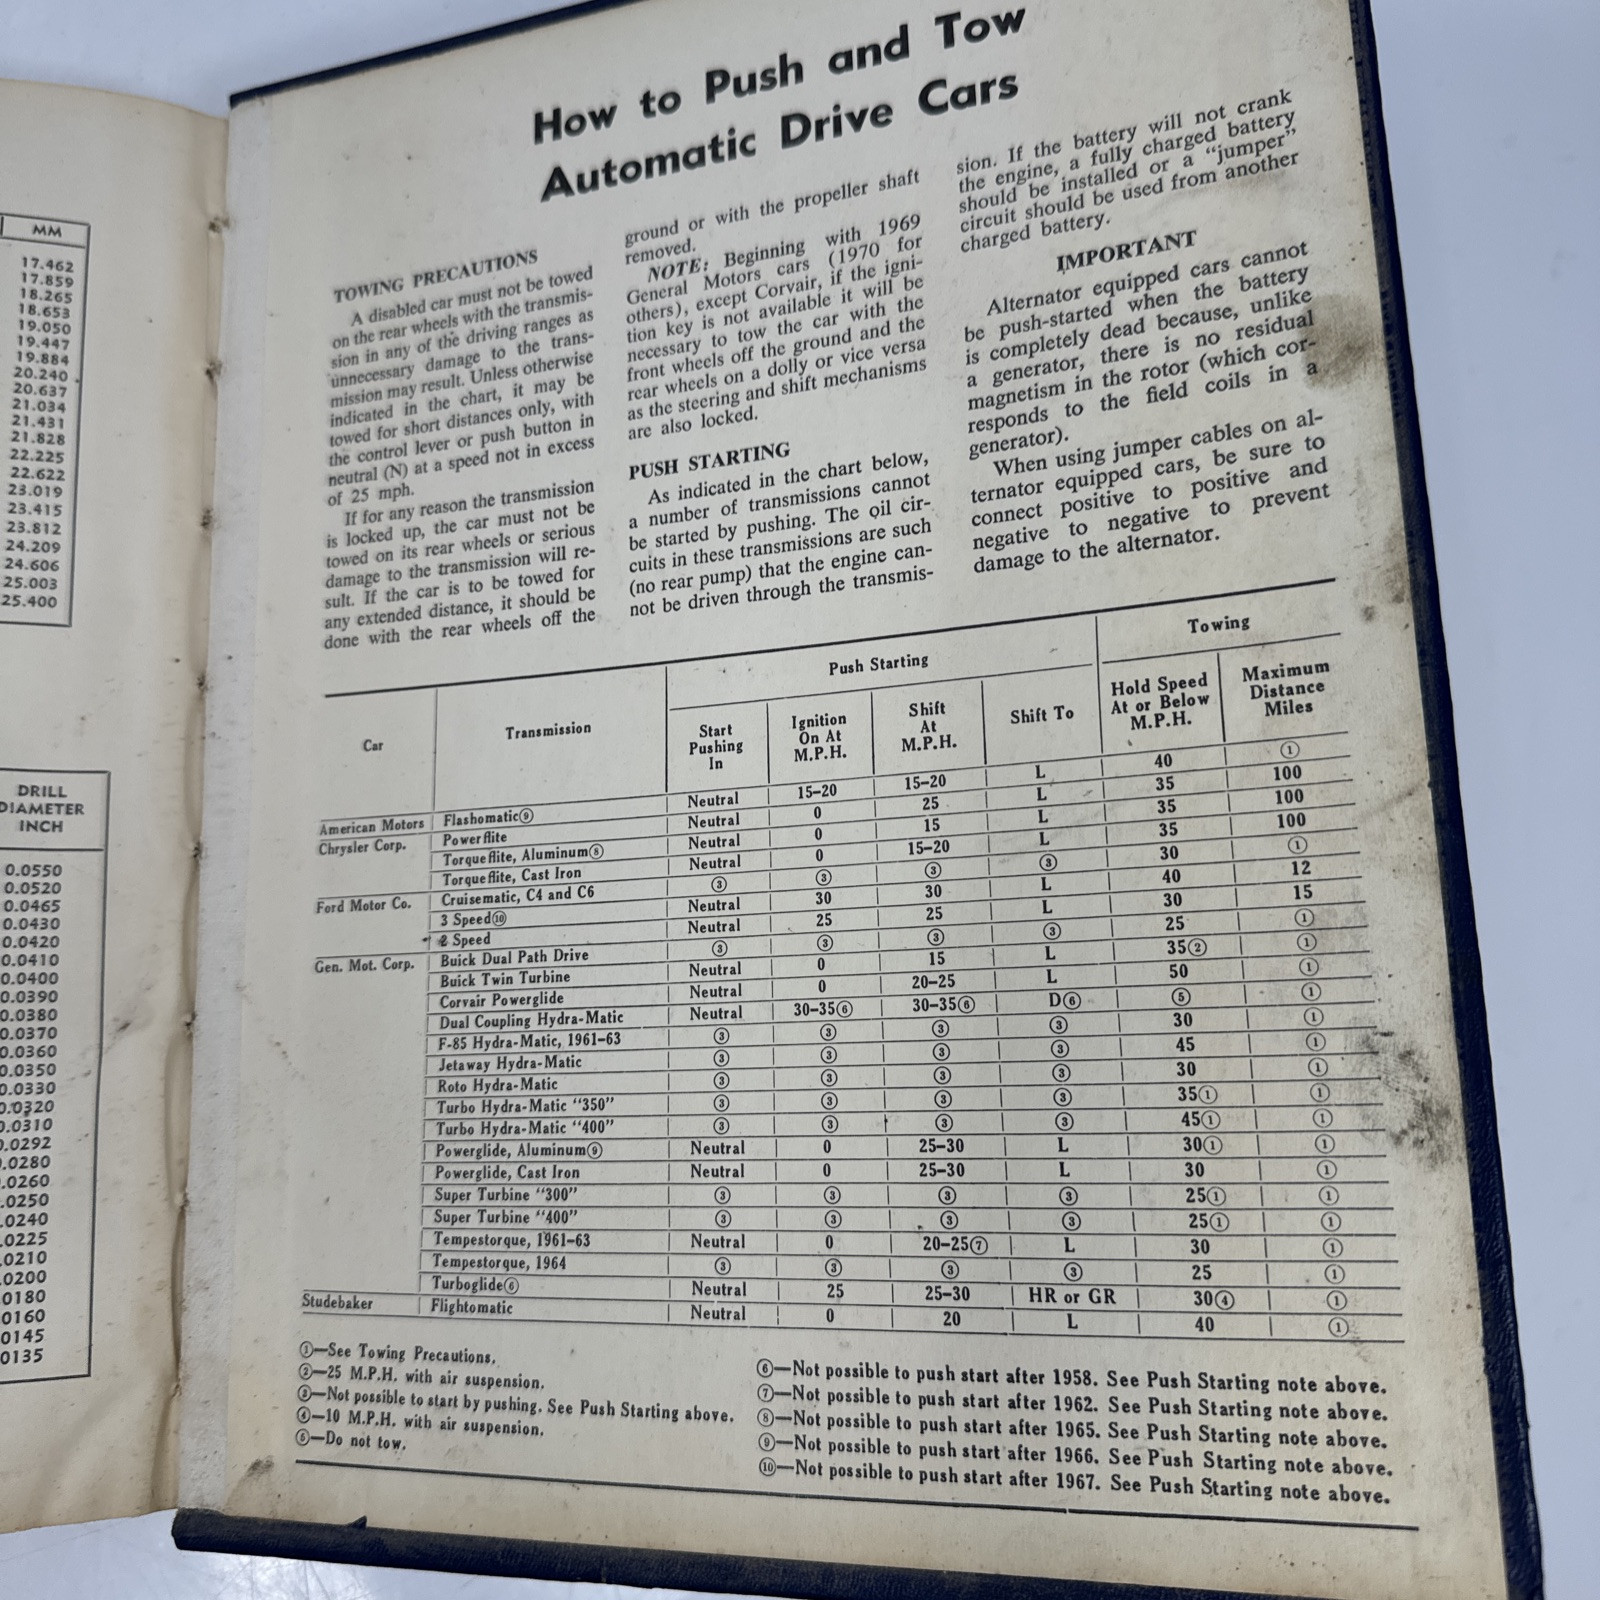 MM
17.462
17.859
18.265
18.653
19.050
19.447
19.884
20.240
20.637
21.034
21.431
21.828
22.225
22.622
23.019
23.415
23.812
24.209
24.606
25.003
25.400
DRILL
DIAMETER
INCH
0.0550
0.0520
0.0465
0.0430
0.0420
0.0410
0.0400
0.0390
0.0380
0.0370
0.0360
0.0350
0.0330
0.0320
0.0310
.0292
.0280
.0260
.0250
.0240
.0225
.0210
.0200
.0180
.0160
.0145
.0135
How to Push and Tow
Automatic Drive Cars
TOWING PRECAUTIONS
A disabled car must not be towed
on the rear wheels with the transmis-
sion in any of the driving ranges as
unnecessary damage to the trans-
mission may result. Unless otherwise
indicated in the chart, it may be
towed for short distances only, with
the control lever or push button in
neutral (N) at a speed not in excess
of 25 mph.
If for any reason the transmission
is locked up, the car must not be
towed on its rear wheels or serious
damage to the transmission will re-
sult. If the car is to be towed for
any extended distance, it should be
done with the rear wheels off the
ground or with the propeller shaft
removed.
NOTE: Beginning with 1969
General Motors cars (1970 for
others), except Corvair, if the igni-
tion key is not available it will be
necessary to tow the car with the
front wheels off the ground and the
rear wheels on a dolly or vice versa
as the steering and shift mechanisms
are also locked.
PUSH STARTING
As indicated in the chart below,
a number of transmissions cannot
be started by pushing. The oil cir-
cuits in these transmissions are such
(no rear pump) that the engine can-
not be driven through the transmis-
sion. If the battery will not crank
the engine, a fully charged battery
should be installed or a “jumper”
circuit should be used from another
charged battery.
IMPORTANT
Alternator equipped cars cannot
be push-started when the battery
is completely dead because, unlike
a generator, there is no residual
magnetism in the rotor (which cor-
responds to the field coils in a
generator).
When using jumper cables on al-
ternator equipped cars, be sure to
connect positive to positive and
negative to negative to prevent
damage to the alternator.
Push Starting Towing
Car Transmission Start Pushing In Ignition On At M.P.H. Shift At M.P.H. Shift To Hold Speed At or Below M.P.H. Maximum Distance Miles
American Motors Flashomatic⑨ Neutral 15–20 15–20 L 40 ①
Chrysler Corp. Powerflite Neutral 0 25 L 35 100
Torqueflite, Aluminum⑧ Neutral 0 15 L 35 100
Torqueflite, Cast Iron Neutral 0 15–20 L 35 100
Ford Motor Co. Cruisematic, C4 and C6 ③ ③ ③ ③ 30 ①
3 Speed⑩ Neutral 30 30 L 40 12
2 Speed Neutral 25 25 L 30 15
Gen. Mot. Corp. Buick Dual Path Drive ③ ③ ③ ③ 25 ①
Buick Twin Turbine Neutral 0 15 L 35② ①
Corvair Powerglide Neutral 0 20–25 L 50 ①
Dual Coupling Hydra-Matic Neutral 30–35⑥ 30–35⑥ D⑥ ⑤ ①
F-85 Hydra-Matic, 1961–63 ③ ③ ③ ③ 30 ①
Jetaway Hydra-Matic ③ ③ ③ ③ 45 ①
Roto Hydra-Matic ③ ③ ③ ③ 30 ①
Turbo Hydra-Matic “350” ③ ③ ③ ③ 35① ①
Turbo Hydra-Matic “400” ③ ③ ③ ③ 45① ①
Powerglide, Aluminum⑨ Neutral 0 25–30 L 30① ①
Powerglide, Cast Iron Neutral 0 25–30 L 30 ①
Super Turbine “300” ③ ③ ③ ③ 25① ①
Super Turbine “400” ③ ③ ③ ③ 25① ①
Tempestorque, 1961–63 Neutral 0 20–25⑦ L 30 ①
Tempestorque, 1964 ③ ③ ③ ③ 25 ①
Turboglide⑥ Neutral 25 25–30 HR or GR 30④ ①
Studebaker Flightomatic Neutral 0 20 L 40 ①
①—See Towing Precautions.
②—25 M.P.H. with air suspension.
③—Not possible to start by pushing. See Push Starting above.
④—10 M.P.H. with air suspension.
⑤—Do not tow.
⑥—Not possible to push start after 1958. See Push Starting note above.
⑦—Not possible to push start after 1962. See Push Starting note above.
⑧—Not possible to push start after 1965. See Push Starting note above.
⑨—Not possible to push start after 1966. See Push Starting note above.
⑩—Not possible to push start after 1967. See Push Starting note above.